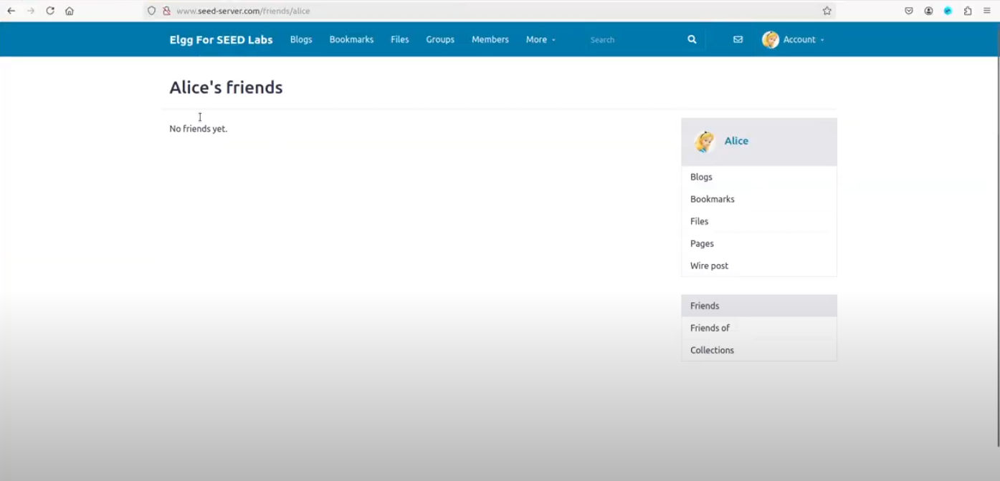 www.seed-server.com/friends/alice
Elgg For SEED Labs Blogs Bookmarks Files Groups Members More Search Account
Alice's friends
No friends yet.
Alice
Blogs
Bookmarks
Files
Pages
Wire post
Friends
Friends of
Collections